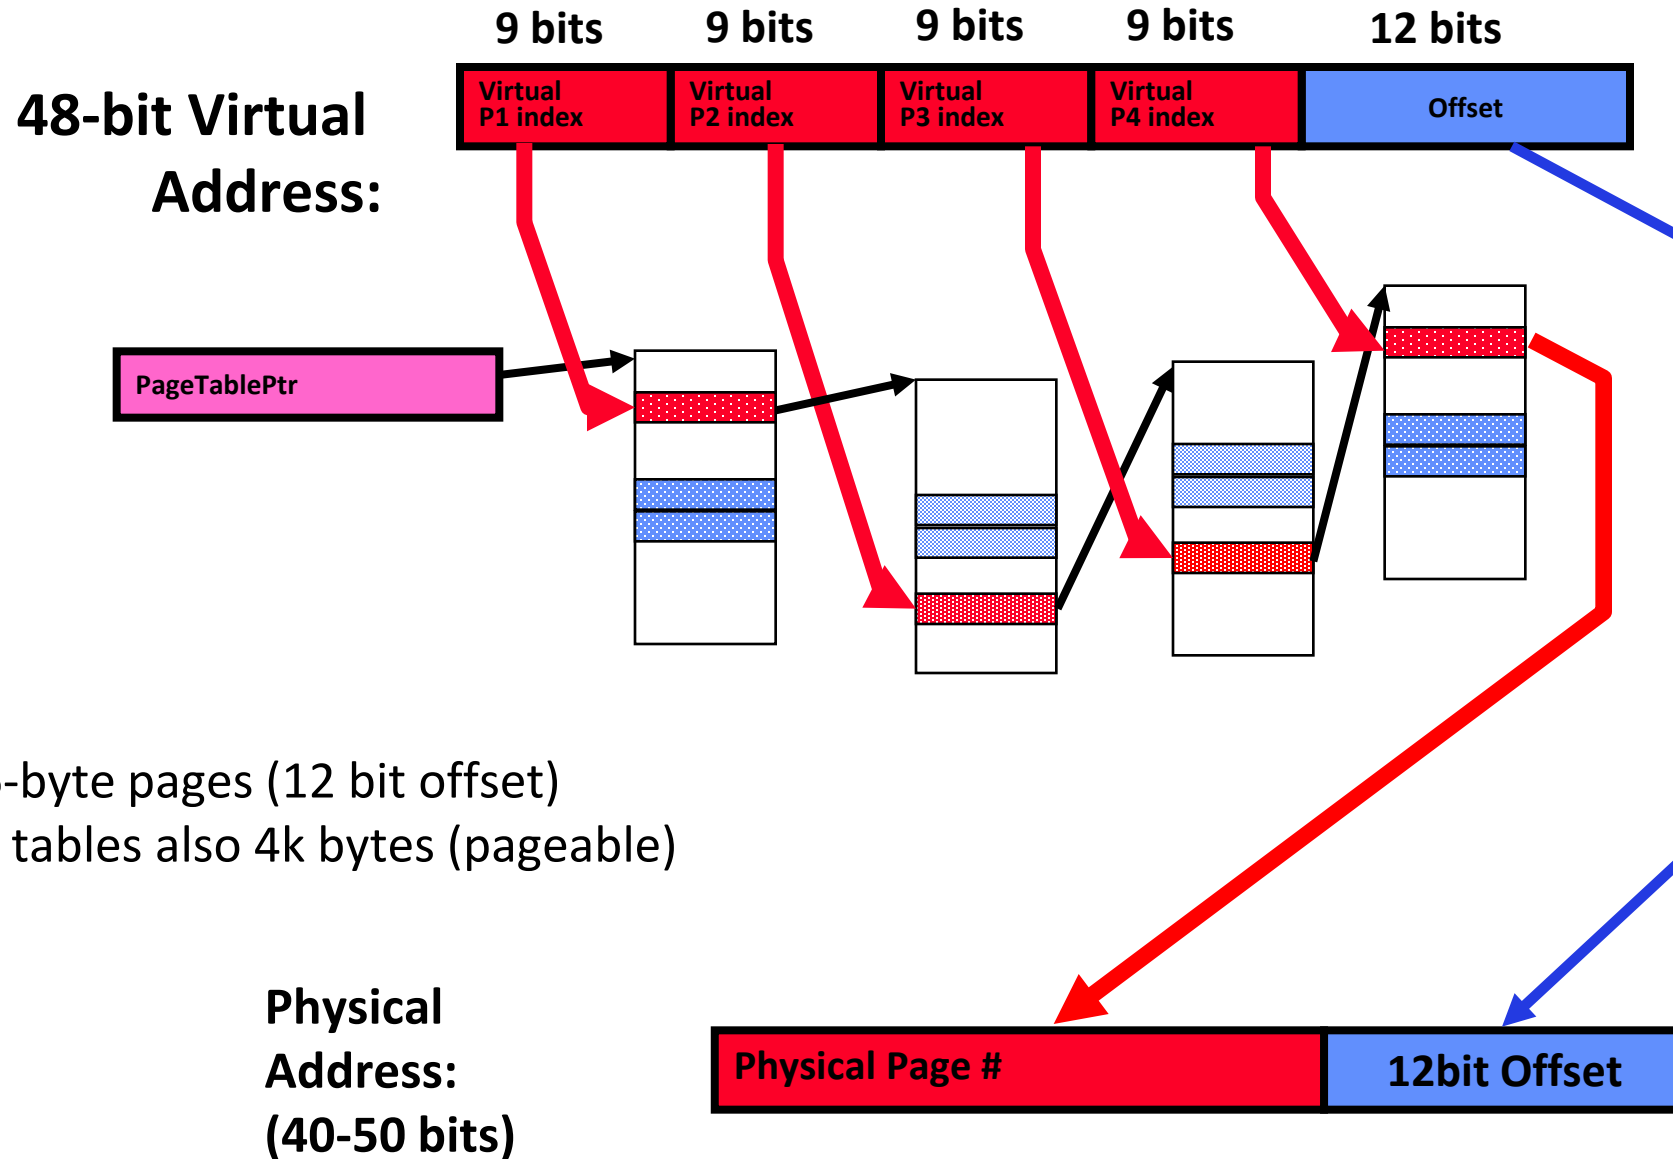 9 bits 9 bits 9 bits 9 bits 12 bits
48-bit Virtual
Address:
Virtual
P1 index
Virtual
P2 index
Virtual
P3 index
Virtual
P4 index
Offset
PageTablePtr
-byte pages (12 bit offset)
tables also 4k bytes (pageable)
Physical
Address:
(40-50 bits)
Physical Page #
12bit Offset